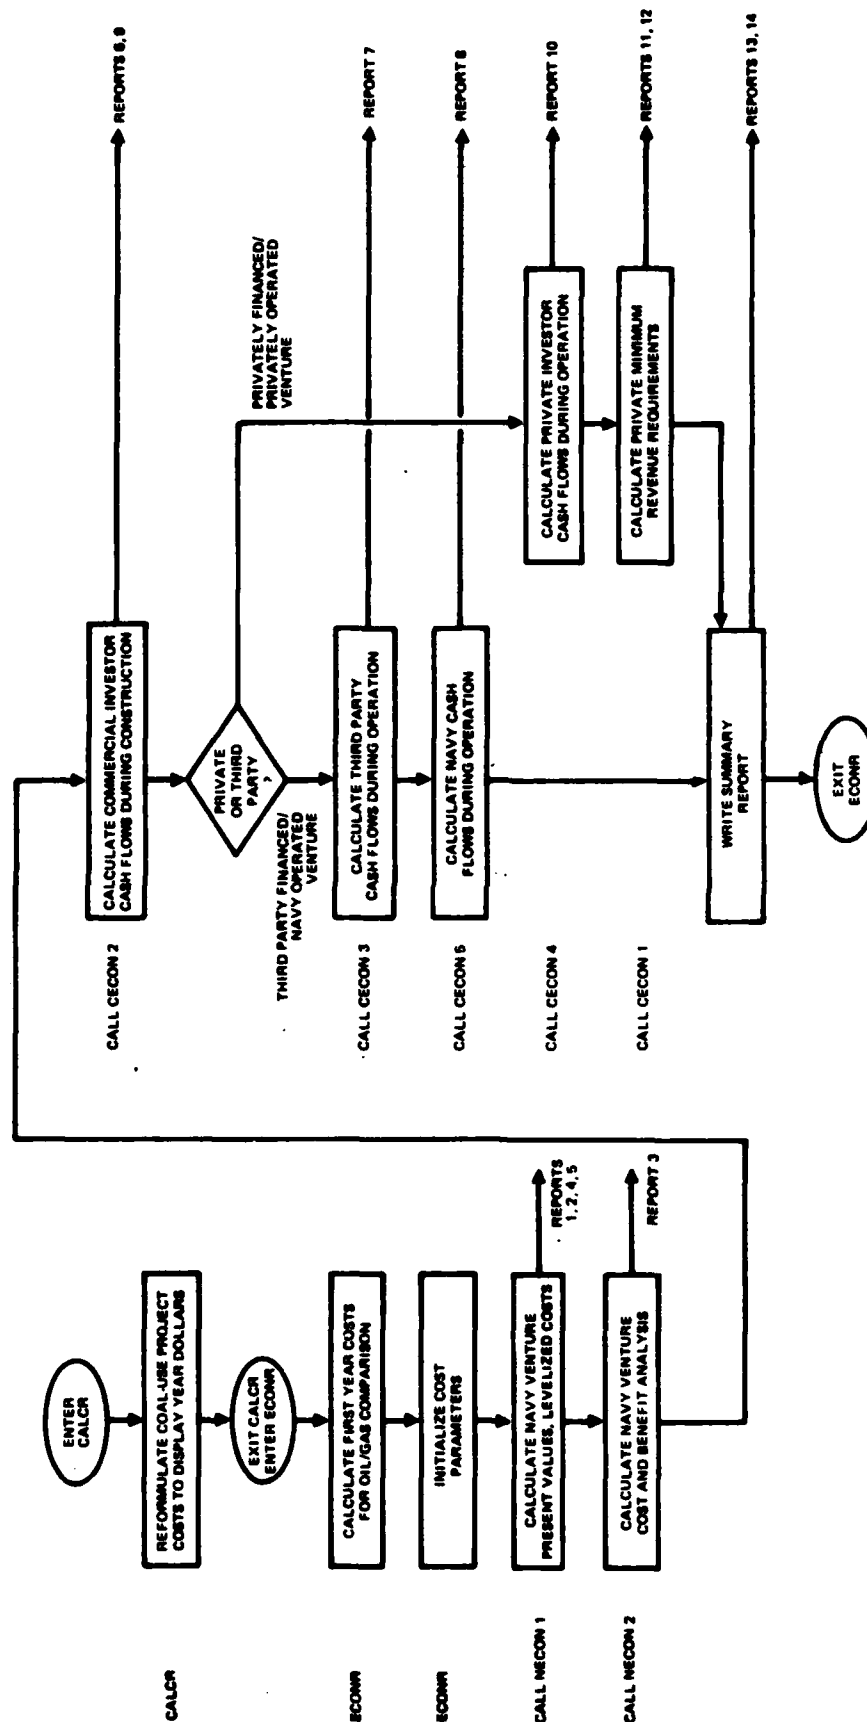 ENTER
CALCR
CALCR
REFORMULATE COAL-USE PROJECT
COSTS TO DISPLAY YEAR DOLLARS
EXIT CALCR
ENTER ECONR
ECONR
CALCULATE FIRST YEAR COSTS
FOR OIL/GAS COMPARISON
ECONR
INITIALIZE COST
PARAMETERS
CALL NECON 1
CALCULATE NAVY VENTURE
PRESENT VALUES, LEVELIZED COSTS
REPORTS
1, 2, 4, 5
CALL NECON 2
CALCULATE NAVY VENTURE
COST AND BENEFIT ANALYSIS
REPORT 3
CALL CECON 2
CALCULATE COMMERCIAL INVESTOR
CASH FLOWS DURING CONSTRUCTION
REPORTS 6, 9
PRIVATE
OR THIRD
PARTY
?
PRIVATELY FINANCED/
PRIVATELY OPERATED
VENTURE
THIRD PARTY FINANCED/
NAVY OPERATED
VENTURE
CALL CECON 3
CALCULATE THIRD PARTY
CASH FLOWS DURING OPERATION
REPORT 7
CALL CECON 5
CALCULATE NAVY CASH
FLOWS DURING OPERATION
REPORT 8
CALL CECON 4
CALCULATE PRIVATE INVESTOR
CASH FLOWS DURING OPERATION
REPORT 10
CALL CECON 1
CALCULATE PRIVATE MINIMUM
REVENUE REQUIREMENTS
REPORTS 11, 12
WRITE SUMMARY
REPORT
REPORTS 13, 14
EXIT
ECONR